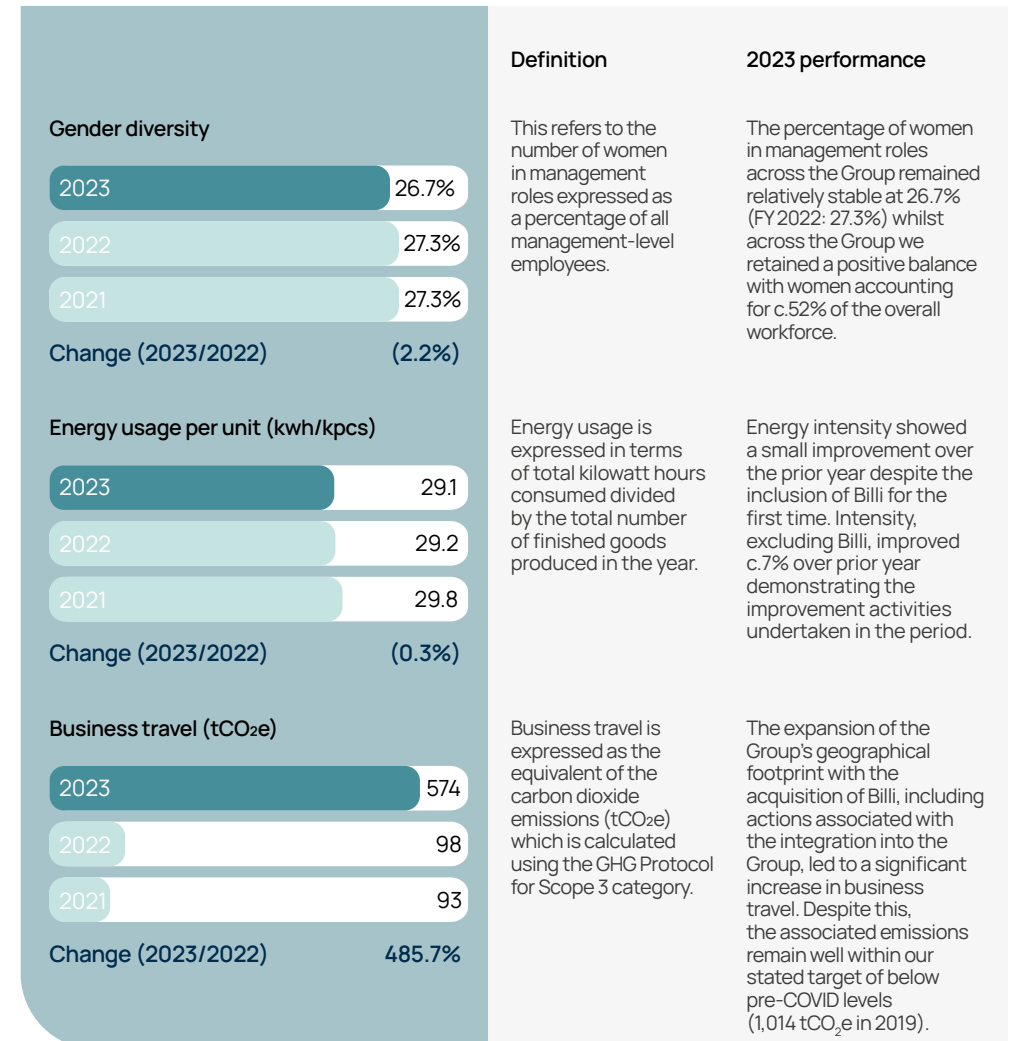 Definition
2023 performance
Gender diversity
2023 26.7%
2022 27.3%
2021 27.3%
Change (2023/2022) (2.2%)
This refers to the
number of women
in management
roles expressed as
a percentage of all
management-level
employees.
The percentage of women
in management roles
across the Group remained
relatively stable at 26.7%
(FY 2022: 27.3%) whilst
across the Group we
retained a positive balance
with women accounting
for c.52% of the overall
workforce.
Energy usage per unit (kwh/kpcs)
2023 29.1
2022 29.2
2021 29.8
Change (2023/2022) (0.3%)
Energy usage is
expressed in terms
of total kilowatt hours
consumed divided
by the total number
of finished goods
produced in the year.
Energy intensity showed
a small improvement over
the prior year despite the
inclusion of Billi for the
first time. Intensity,
excluding Billi, improved
c.7% over prior year
demonstrating the
improvement activities
undertaken in the period.
Business travel (tCO₂e)
2023 574
2022 98
2021 93
Change (2023/2022) 485.7%
Business travel is
expressed as the
equivalent of the
carbon dioxide
emissions (tCO₂e)
which is calculated
using the GHG Protocol
for Scope 3 category.
The expansion of the
Group's geographical
footprint with the
acquisition of Billi, including
actions associated with
the integration into the
Group, led to a significant
increase in business
travel. Despite this,
the associated emissions
remain well within our
stated target of below
pre-COVID levels
(1,014 tCO₂e in 2019).